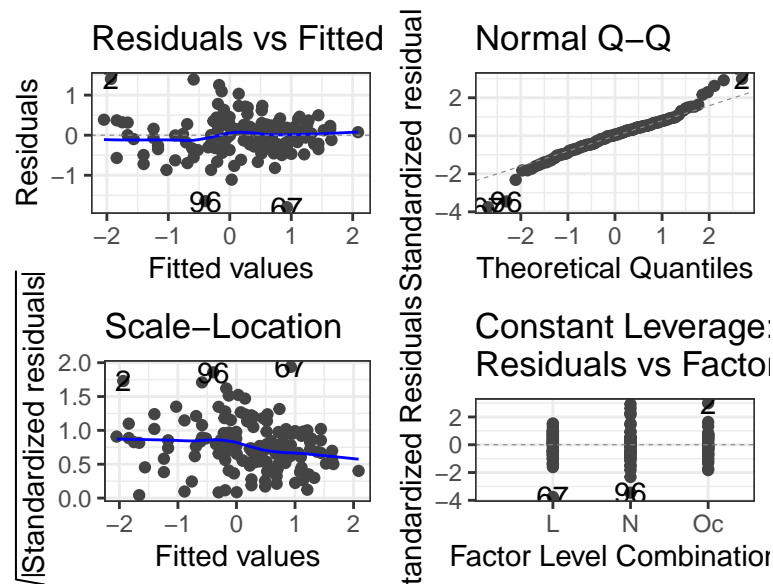 Residuals vs Fitted
Residuals
2
96
67
1
0
−1
−2
−1
0
1
2
Fitted values
Normal Q−Q
Standardized residual
2
67
96
2
0
−2
−4
−2
−1
0
1
2
Theoretical Quantiles
Scale−Location
√|Standardized residuals|
2
96
67
2.0
1.5
1.0
0.5
0.0
−2
−1
0
1
2
Fitted values
Constant Leverage:
Residuals vs Factor
tandardized Residuals
2
67
96
2
0
−2
−4
L
N
Oc
Factor Level Combination